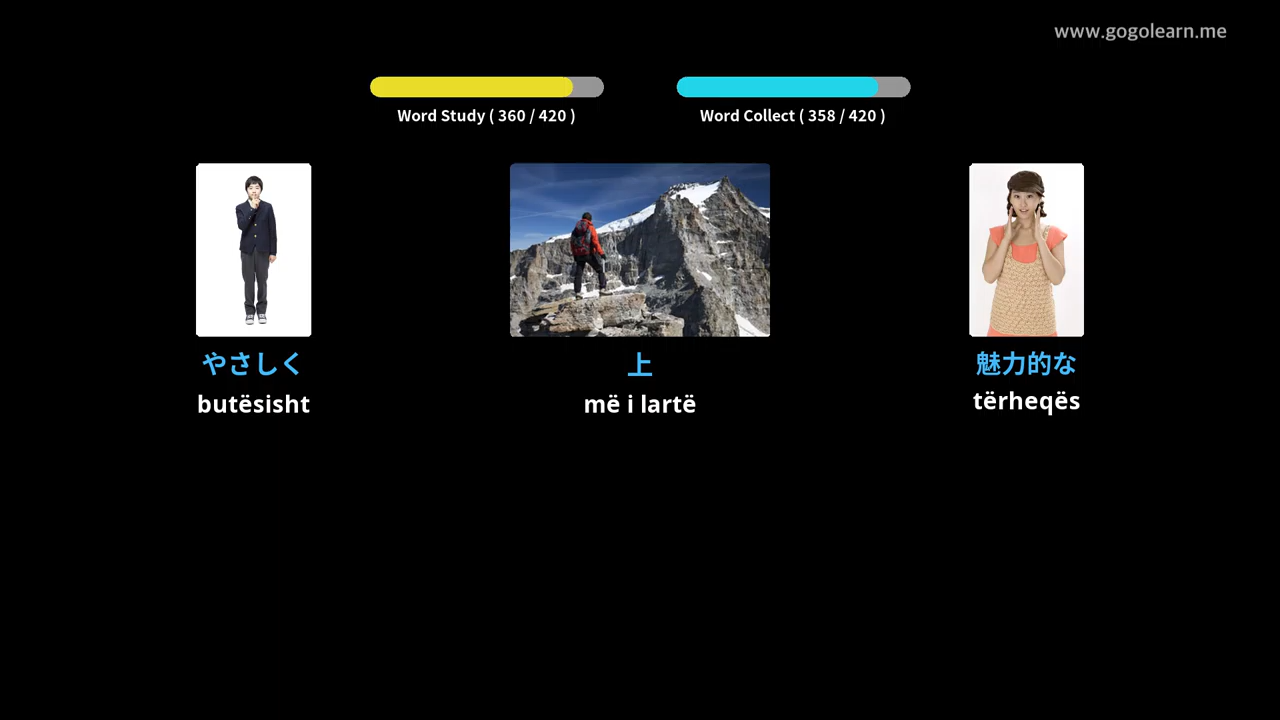 www.gogolearn.me
Word Study ( 360 / 420 )
Word Collect ( 358 / 420 )
やさしく
上
魅力的な
butësisht
më i lartë
tërheqës